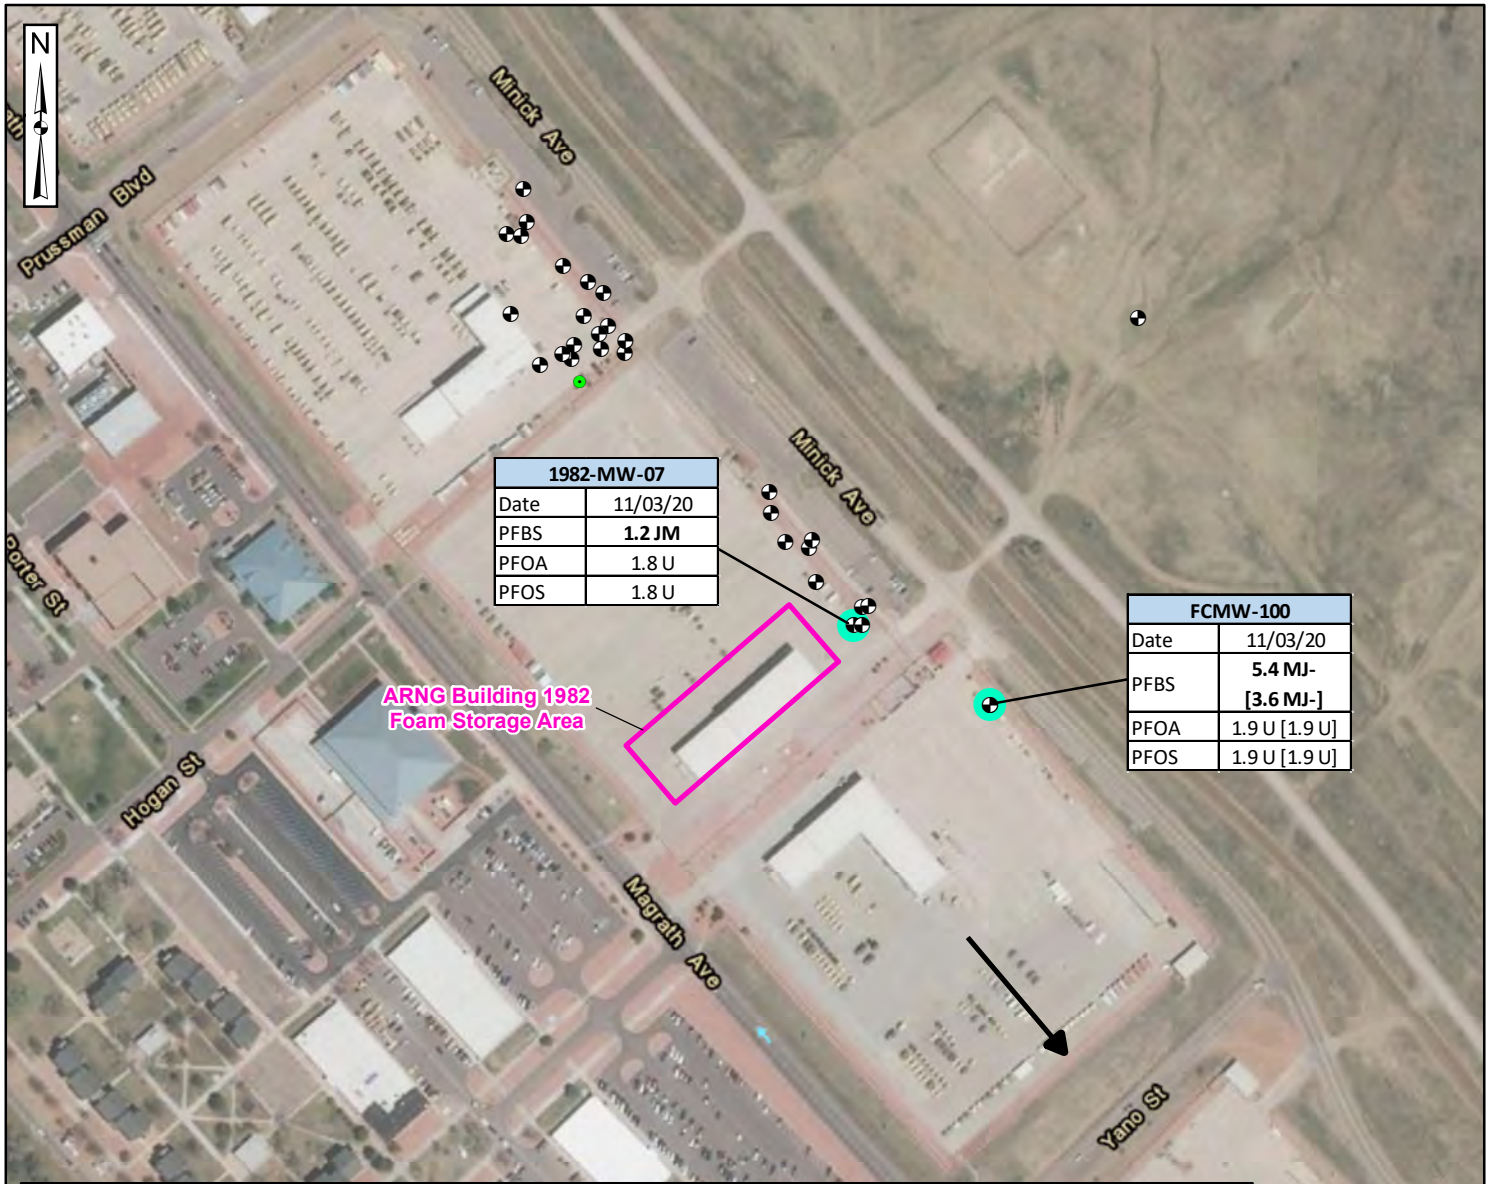 N
Minick Ave
Prussman Blvd
Minick Ave
1982-MW-07
Date 11/03/20
PFBS 1.2 JM
PFOA 1.8 U
PFOS 1.8 U
Porter St
FCMW-100
Date 11/03/20
PFBS 5.4 MJ-
[3.6 MJ-]
PFOA 1.9 U [1.9 U]
PFOS 1.9 U [1.9 U]
ARNG Building 1982
Foam Storage Area
Hogan St
Magrath Ave
Yano St